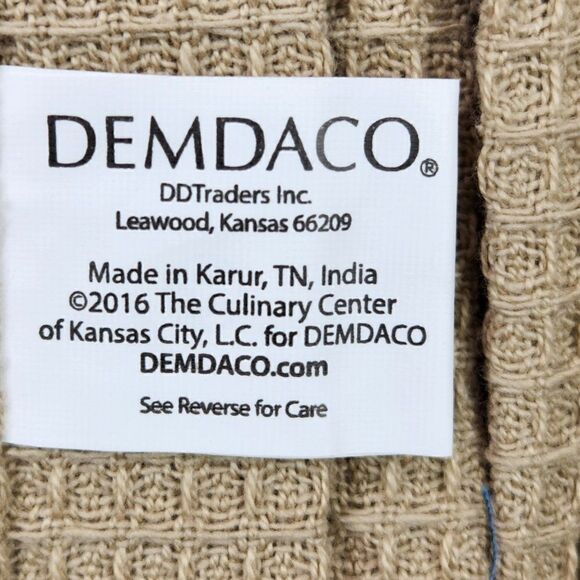 DEMDACO®
DDTraders Inc.
Leawood, Kansas 66209
Made in Karur, TN, India
©2016 The Culinary Center
of Kansas City, L.C. for DEMDACO
DEMDACO.com
See Reverse for Care